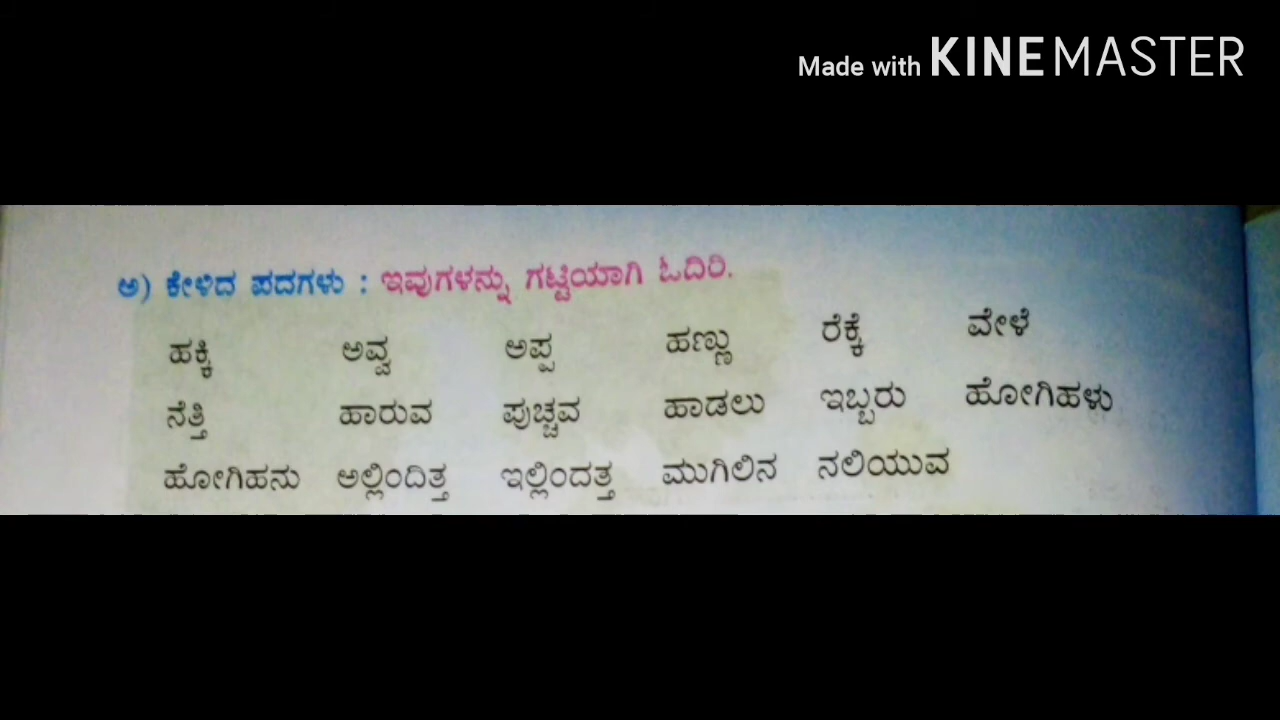 Made with KINEMASTER
ಅ) ಕೇಳಿದ ಪದಗಳು : ಇವುಗಳನ್ನು ಗಟ್ಟಿಯಾಗಿ ಓದಿರಿ.
ಹಕ್ಕಿ ಅವ್ವ ಅಪ್ಪ ಹಣ್ಣು ರೆಕ್ಕೆ ವೇಳೆ
ನೆತ್ತಿ ಹಾರುವ ಪುಚ್ಚವ ಹಾಡಲು ಇಬ್ಬರು ಹೋಗಿಹಳು
ಹೋಗಿಹನು ಅಲ್ಲಿಂದಿತ್ತ ಇಲ್ಲಿಂದತ್ತ ಮುಗಿಲಿನ ನಲಿಯುವ